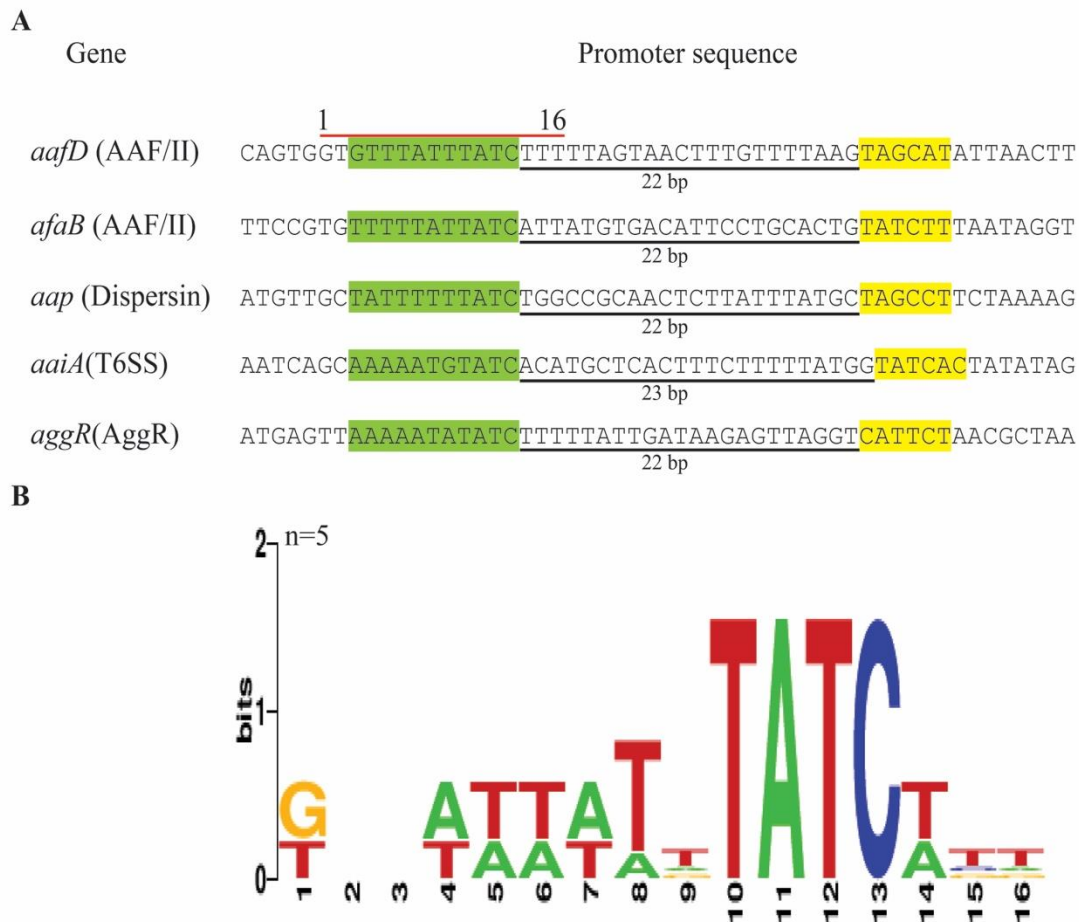 A
Gene Promoter sequence
1 16
aafD (AAF/II) CAGTGGTGTTTATTTATCTTTTTAGTAACTTTGTTTTAAGTAGCATATTAACTT
22 bp
afaB (AAF/II) TTCCGTGTTTTTATTATCATTATGTGACATTCCTGCACTGTATCTTTAATAGGT
22 bp
aap (Dispersin) ATGTTGCTATTTTTTATCTGGCCGCAACTCTTATTTATGCTAGCCTTCTAAAAG
22 bp
aaiA(T6SS) AATCAGCAAAAATGTATCACATGCTCACTTTCTTTTATGGTATCACTATATAG
23 bp
aggR(AggR) ATGAGTTAAAAATATATCTTTTTATTGATAAGAGTTAGGTCATTCTAACGCTAA
22 bp
B
n=5
2
1
0
bits
G A T T A T T T A T C T T T
T T A A T A A A
1 2 3 4 5 6 7 8 9 10 11 12 13 14 15 16